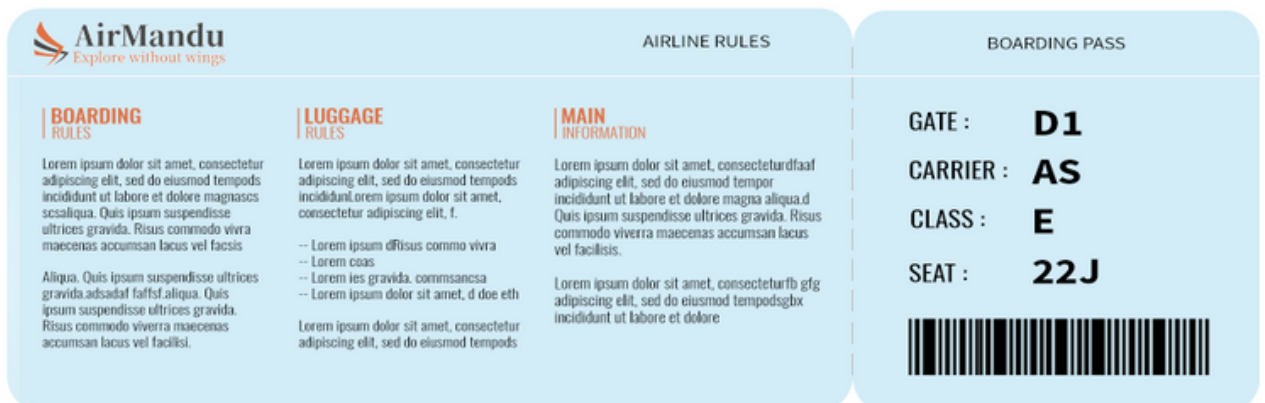 AirMandu
Explore without wings
AIRLINE RULES
BOARDING
RULES
Lorem ipsum dolor sit amet, consectetur
adipiscing elit, sed do eiusmod tempods
incididunt ut labore et dolore magnascs
scsaliqua. Quis ipsum suspendisse
ultrices gravida. Risus commodo vivra
maecenas accumsan lacus vel facsis
Aliqua. Quis ipsum suspendisse ultrices
gravida.adsadaf faffsf.aliqua. Quis
ipsum suspendisse ultrices gravida.
Risus commodo viverra maecenas
accumsan lacus vel facilisi.
LUGGAGE
RULES
Lorem ipsum dolor sit amet, consectetur
adipiscing elit, sed do eiusmod tempods
incididunLorem ipsum dolor sit amet,
consectetur adipiscing elit, f.
-- Lorem ipsum dRisus commo vivra
-- Lorem coas
-- Lorem ies gravida. commsancsa
-- Lorem ipsum dolor sit amet, d doe eth
Lorem ipsum dolor sit amet, consectetur
adipiscing elit, sed do eiusmod tempods
MAIN
INFORMATION
Lorem ipsum dolor sit amet, consecteturdfaaf
adipiscing elit, sed do eiusmod tempor
incididunt ut labore et dolore magna aliqua.d
Quis ipsum suspendisse ultrices gravida. Risus
commodo viverra maecenas accumsan lacus
vel facilisis.
Lorem ipsum dolor sit amet, consecteturfb gfg
adipiscing elit, sed do eiusmod tempodsgbx
incididunt ut labore et dolore
BOARDING PASS
GATE : D1
CARRIER : AS
CLASS : E
SEAT : 22J